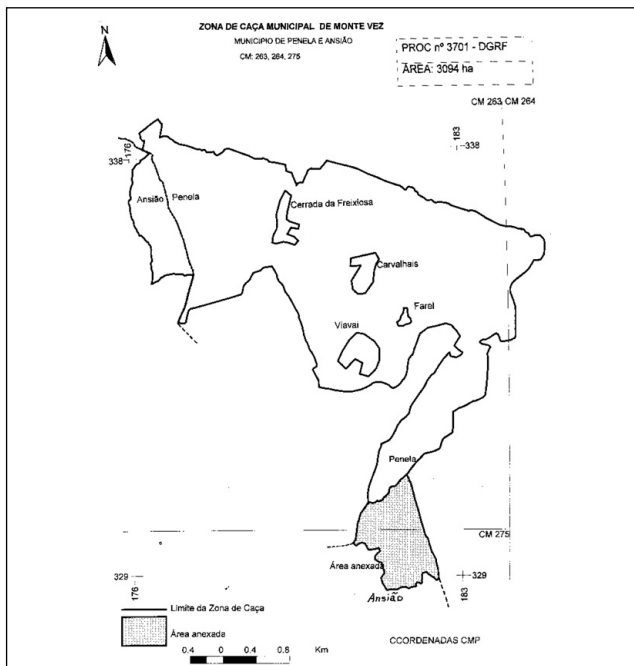 N
ZONA DE CAÇA MUNICIPAL DE MONTE VEZ
MUNICIPIO DE PENELA E ANSIÃO
CM: 263, 264, 275
PROC nº 3701 - DGRF
ÁREA: 3094 ha
CM 263 CM 264
176
183
338
338
Ansião
Penela
Cerrada da Freixiosa
Carvalhais
Farel
Viavai
Penela
CM 275
Área anexada
329
329
176
183
Ansião
Limite da Zona de Caça
Área anexada
CCORDENADAS CMP
0.4 0 0.4 0.8 Km